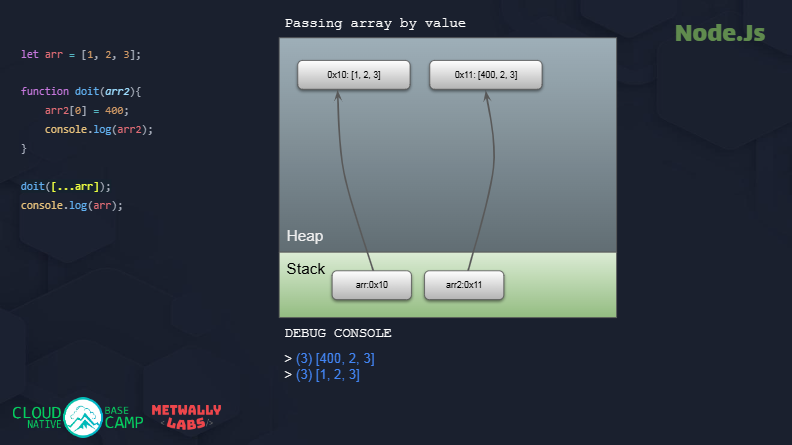 Passing array by value
Node.Js
let arr = [1, 2, 3];
function doit(arr2){
arr2[0] = 400;
console.log(arr2);
}
doit([...arr]);
console.log(arr);
0x10: [1, 2, 3]
0x11: [400, 2, 3]
Heap
Stack
arr:0x10
arr2:0x11
DEBUG CONSOLE
> (3) [400, 2, 3]
> (3) [1, 2, 3]
CLOUD NATIVE
BASE CAMP
METWALLY
<LABS/>